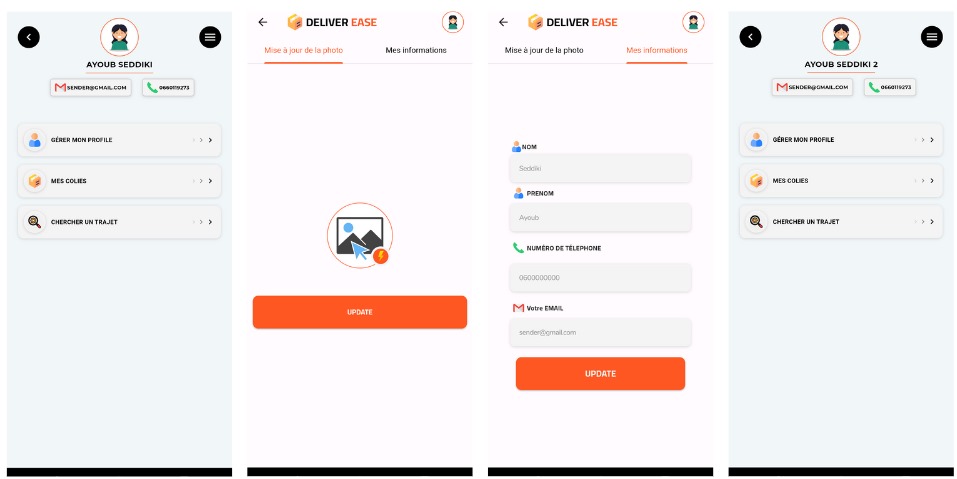 AYOUB SEDDIKI
SENDER@GMAIL.COM
0660119273
GÉRER MON PROFILE
MES COLIES
CHERCHER UN TRAJET
DELIVER EASE
Mise à jour de la photo
Mes informations
UPDATE
DELIVER EASE
Mise à jour de la photo
Mes informations
NOM
Seddiki
PRENOM
Ayoub
NUMÉRO DE TÉLEPHONE
0600000000
Votre EMAIL
sender@gmail.com
UPDATE
AYOUB SEDDIKI 2
SENDER@GMAIL.COM
0660119273
GÉRER MON PROFILE
MES COLIES
CHERCHER UN TRAJET